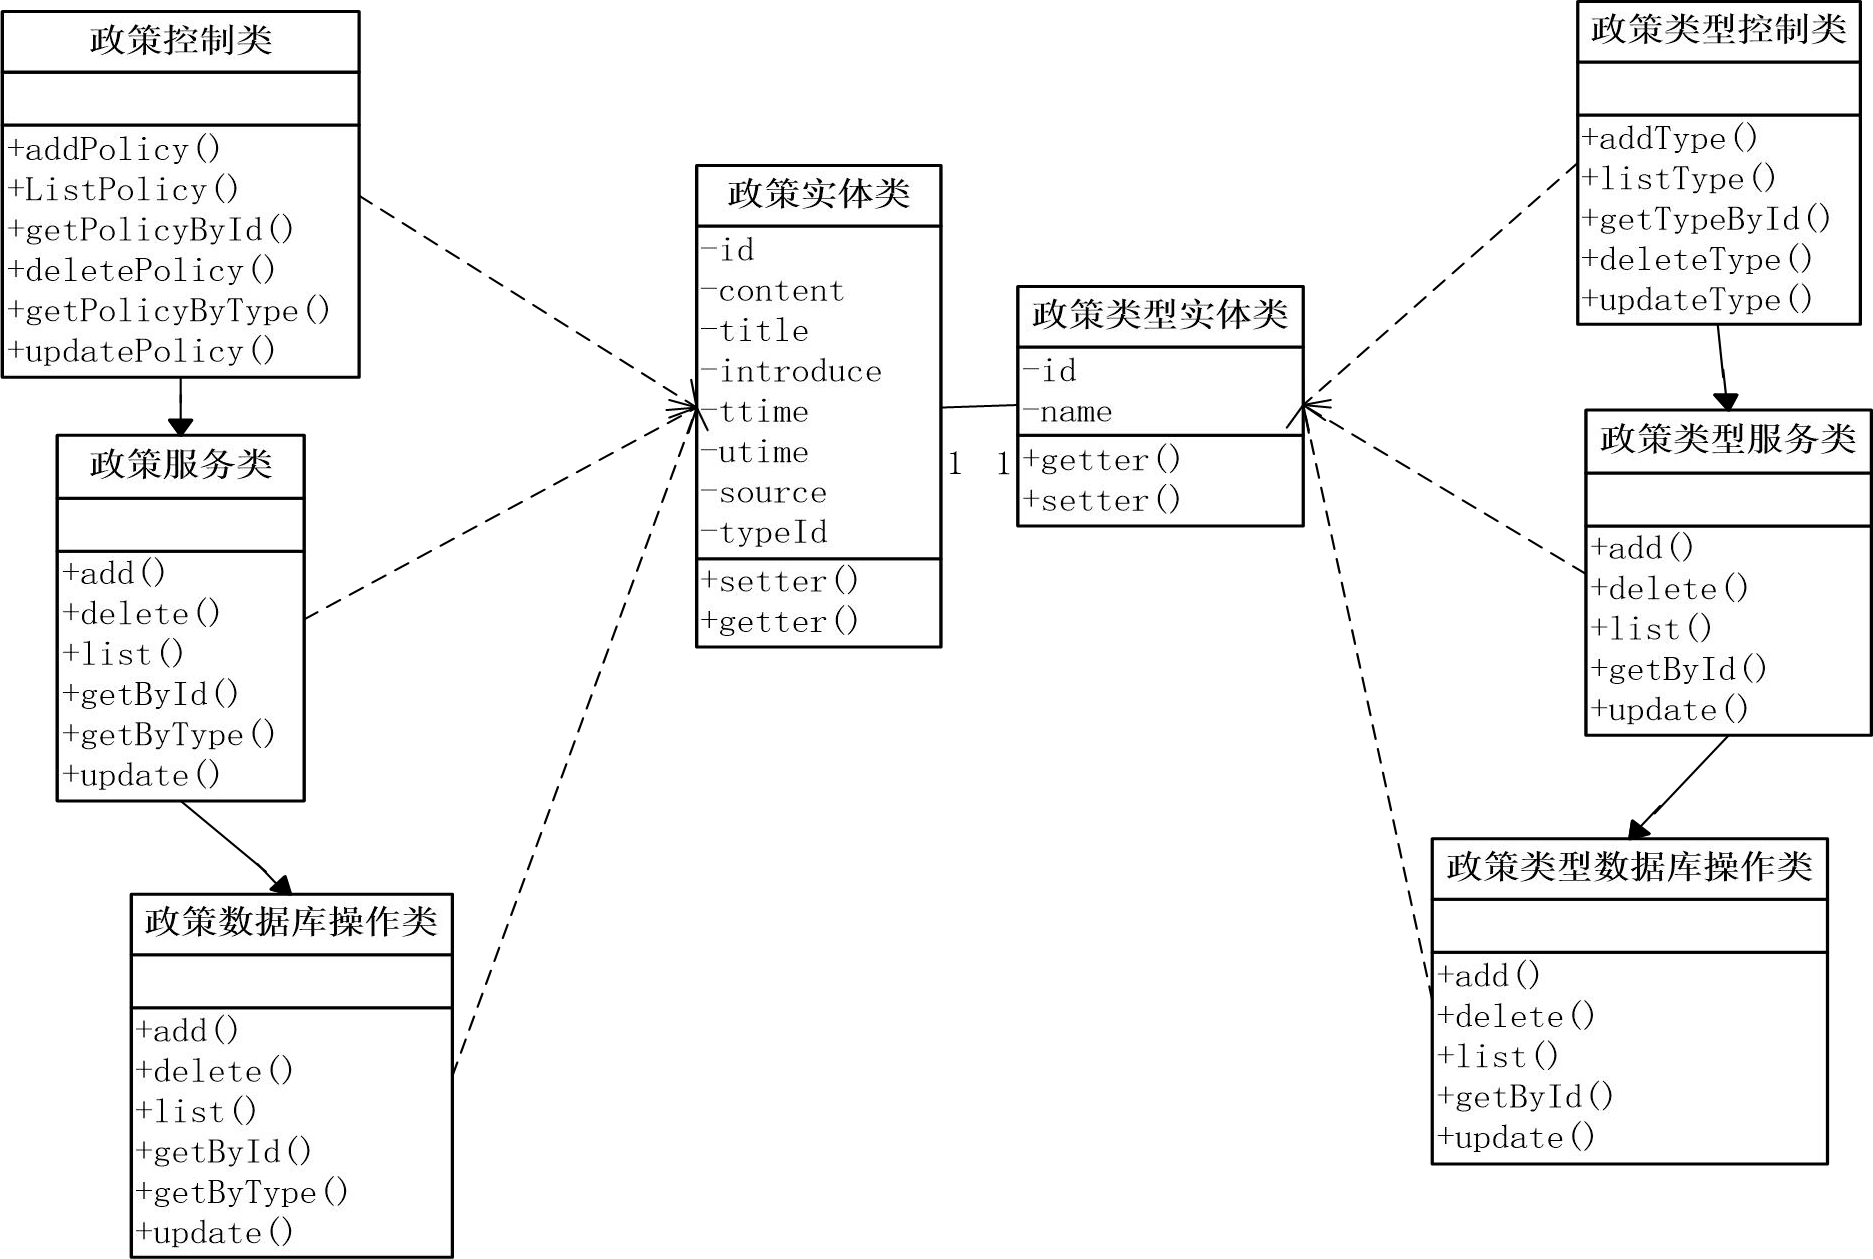 政策控制类
+addPolicy()
+ListPolicy()
+getPolicyById()
+deletePolicy()
+getPolicyByType()
+updatePolicy()
政策服务类
+add()
+delete()
+list()
+getById()
+getByType()
+update()
政策数据库操作类
+add()
+delete()
+list()
+getById()
+getByType()
+update()
政策实体类
-id
-content
-title
-introduce
-ttime
-utime
-source
-typeId
+setter()
+getter()
1 1
政策类型实体类
-id
-name
+getter()
+setter()
政策类型控制类
+addType()
+listType()
+getTypeById()
+deleteType()
+updateType()
政策类型服务类
+add()
+delete()
+list()
+getById()
+update()
政策类型数据库操作类
+add()
+delete()
+list()
+getById()
+update()